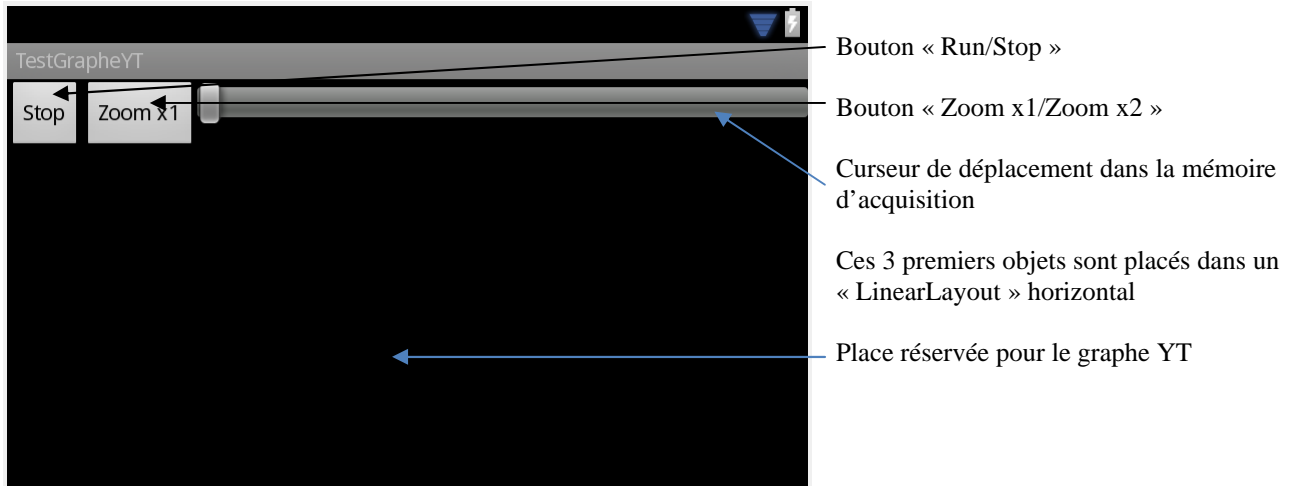 TestGrapheYT
Stop
Zoom x1
Bouton « Run/Stop »
Bouton « Zoom x1/Zoom x2 »
Curseur de déplacement dans la mémoire
d’acquisition
Ces 3 premiers objets sont placés dans un
« LinearLayout » horizontal
Place réservée pour le graphe YT